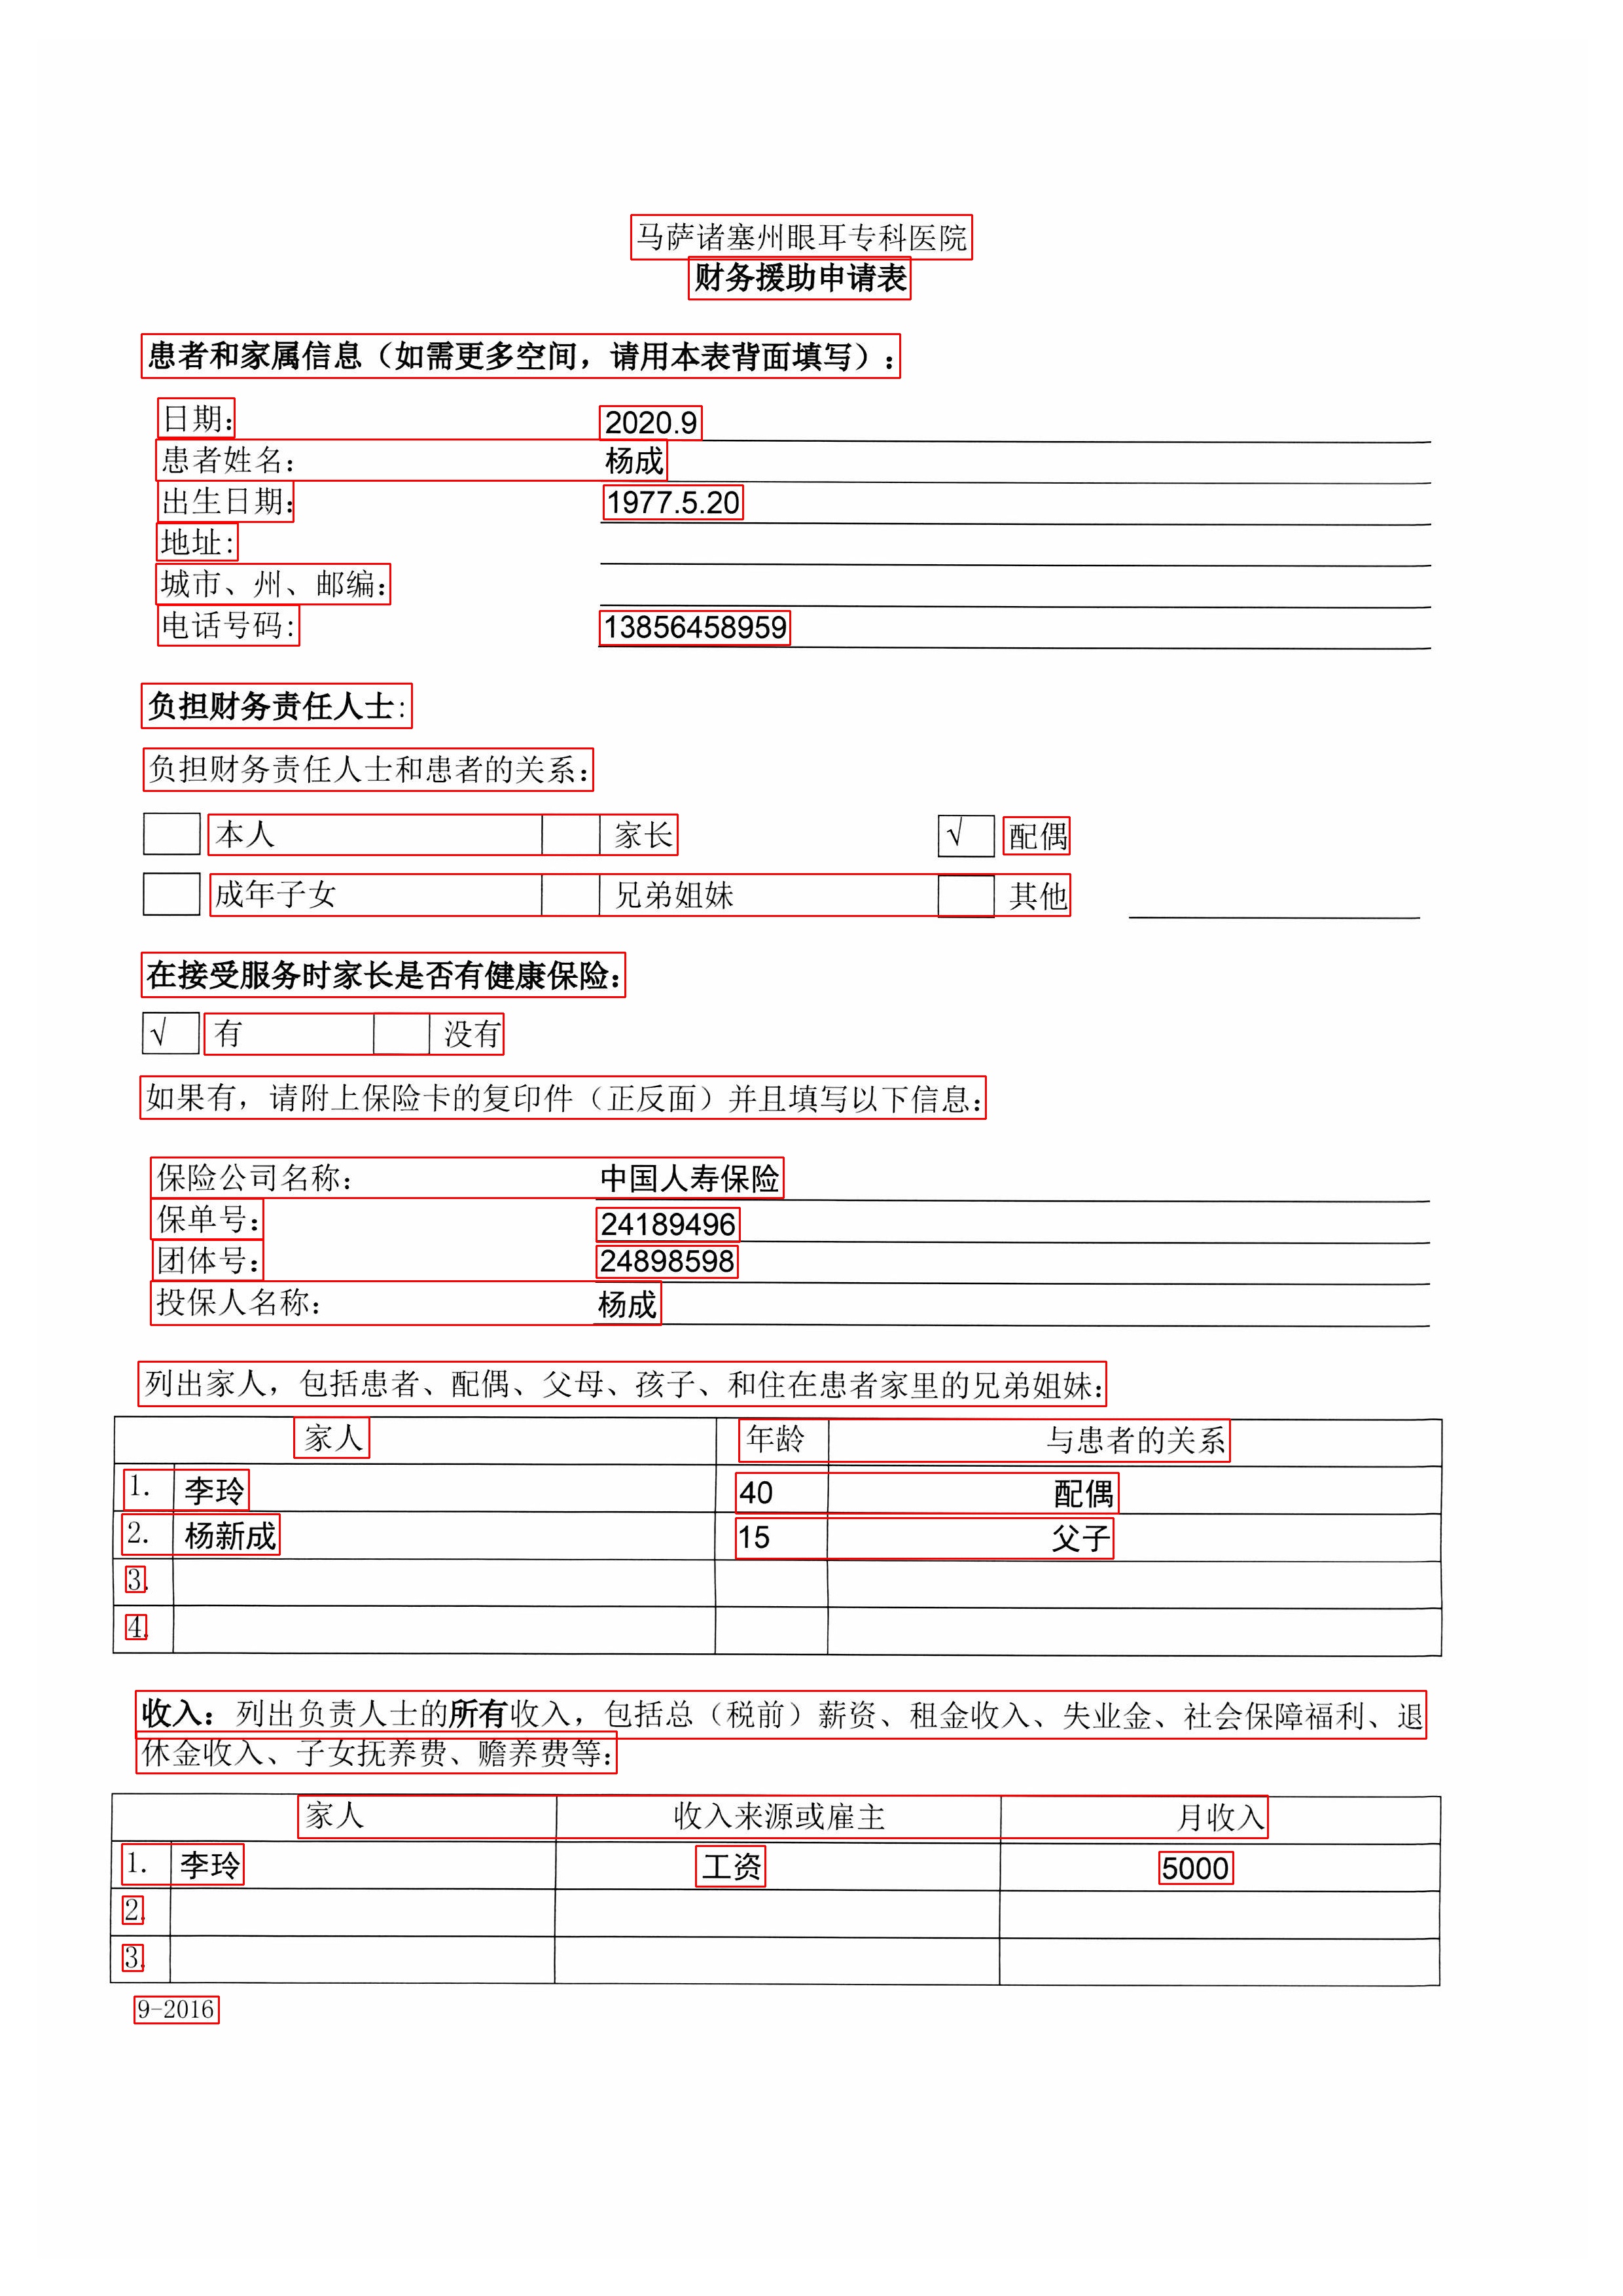 马萨诸塞州眼耳专科医院
财务援助申请表
患者和家属信息（如需更多空间，请用本表背面填写）：
日期： 2020.9
患者姓名： 杨成
出生日期： 1977.5.20
地址:
城市、州、邮编：
电话号码: 13856458959
负担财务责任人士:
负担财务责任人士和患者的关系：
本人 家长 √ 配偶
成年子女 兄弟姐妹 其他
在接受服务时家长是否有健康保险：
√ 有 没有
如果有，请附上保险卡的复印件（正反面）并且填写以下信息：
保险公司名称： 中国人寿保险
保单号： 24189496
团体号： 24898598
投保人名称： 杨成
列出家人，包括患者、配偶、父母、孩子、和住在患者家里的兄弟姐妹：
家人 年龄 与患者的关系
1. 李玲 40 配偶
2. 杨新成 15 父子
3.
4.
收入：列出负责人士的所有收入，包括总（税前）薪资、租金收入、失业金、社会保障福利、退
休金收入、子女抚养费、赡养费等：
家人 收入来源或雇主 月收入
1. 李玲 工资 5000
2.
3.
9-2016